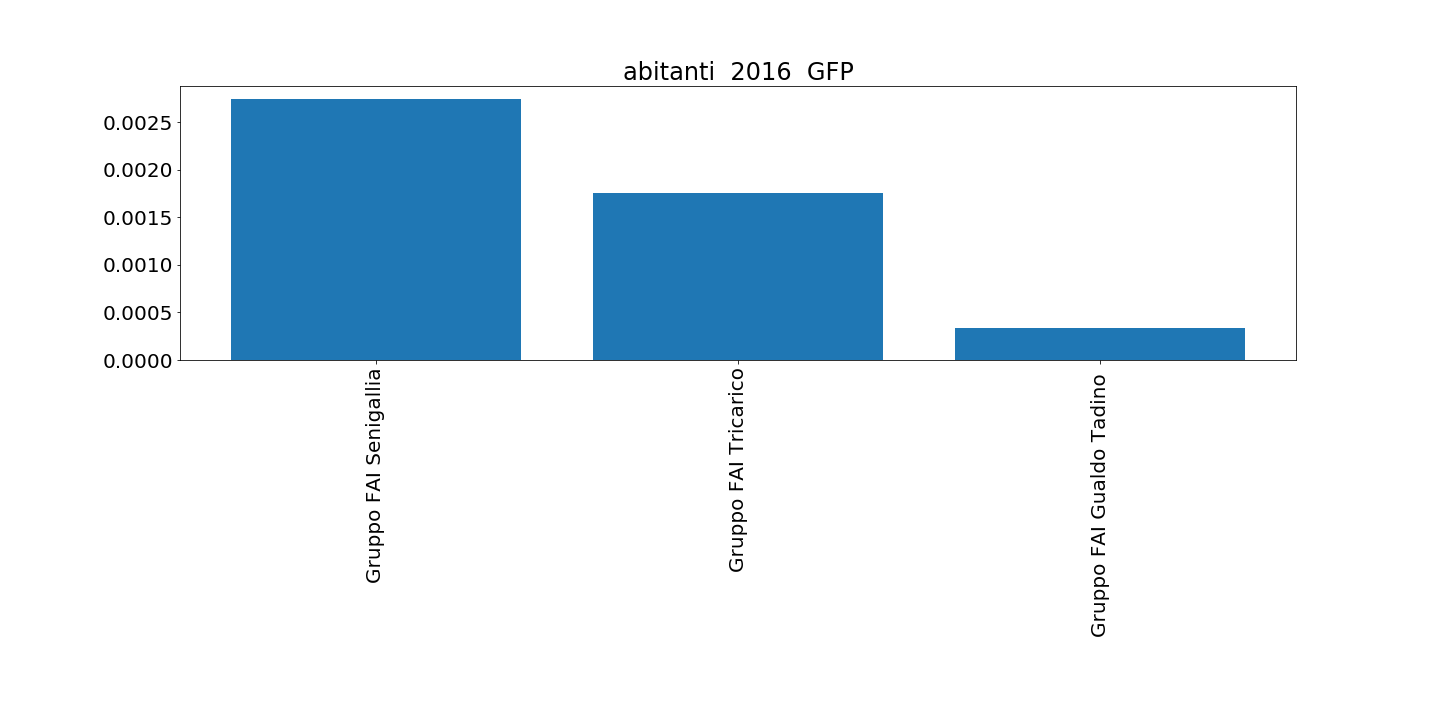 abitanti  2016  GFP
0.0025
0.0020
0.0015
0.0010
0.0005
0.0000
Gruppo FAI Senigallia
Gruppo FAI Tricarico
Gruppo FAI Gualdo Tadino